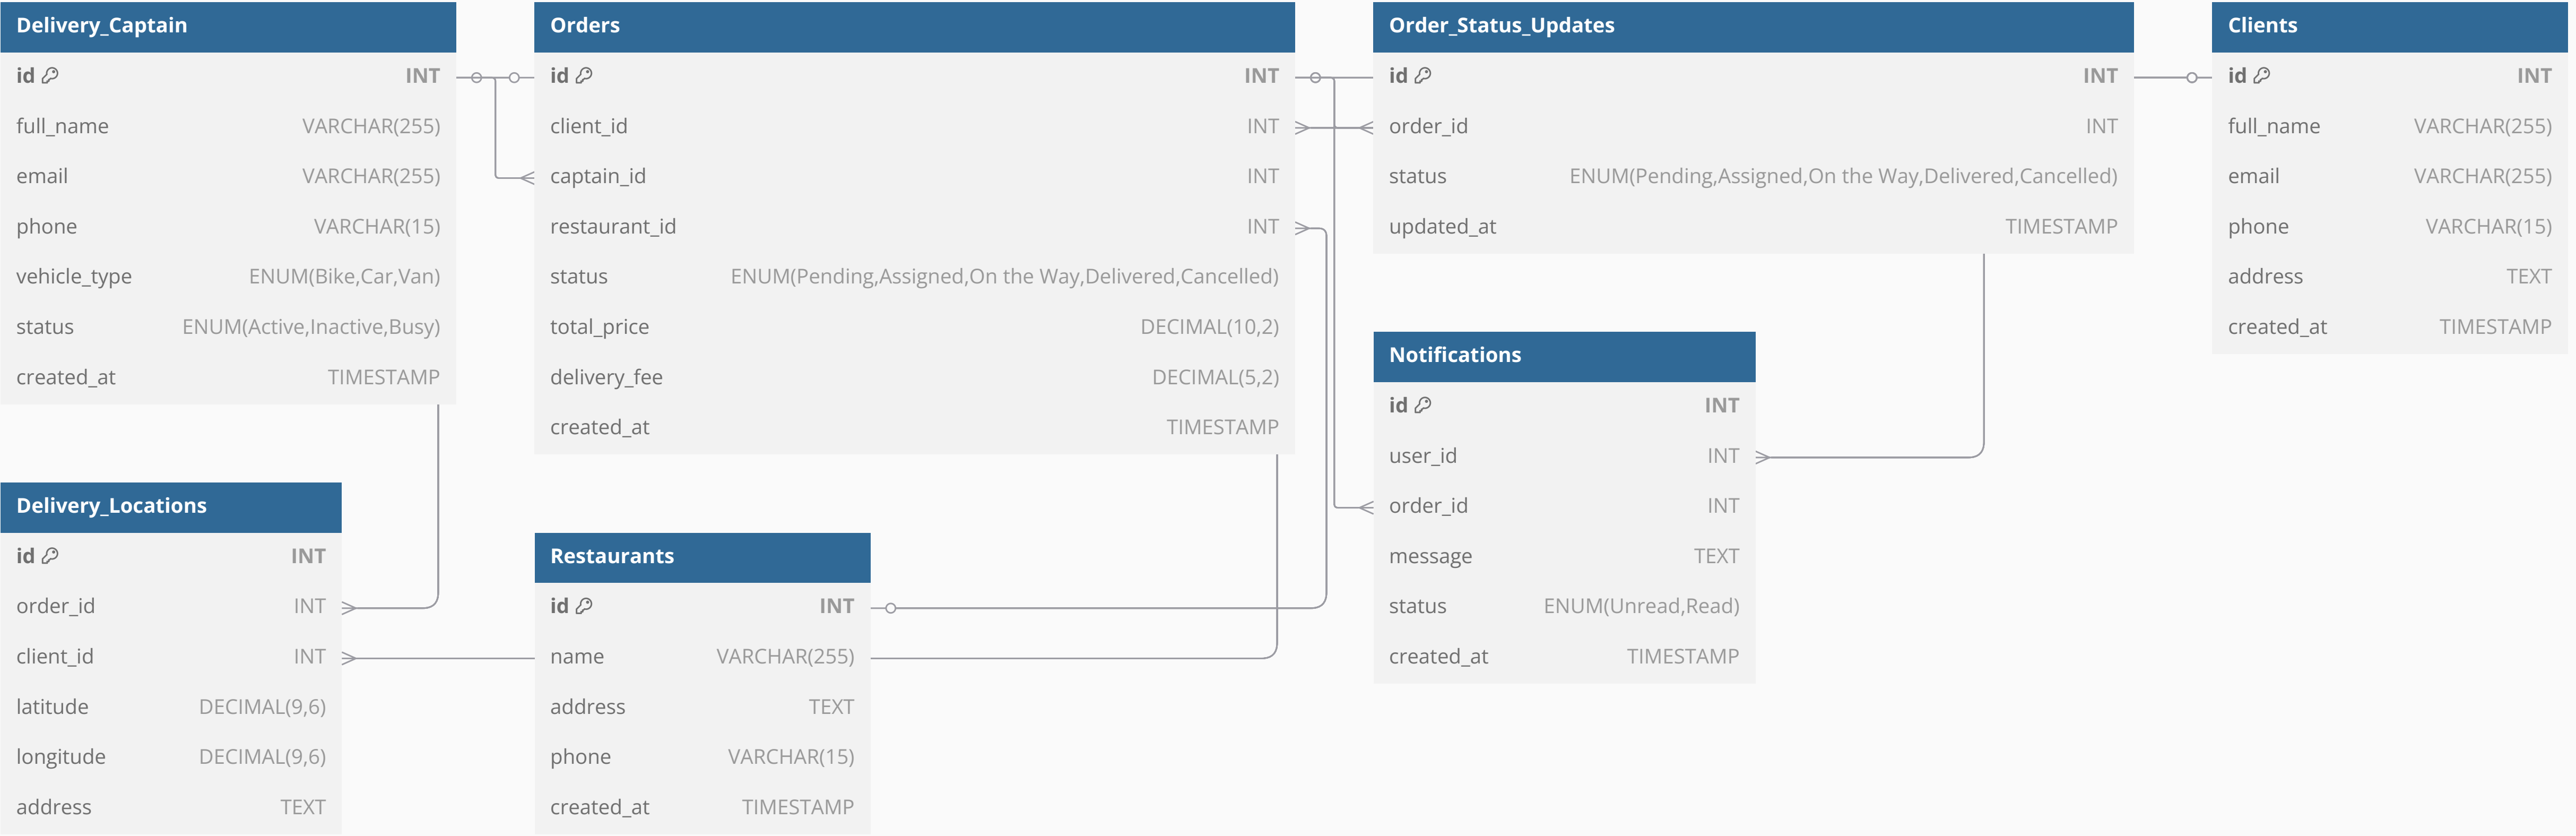 Delivery_Captain
id INT
full_name VARCHAR(255)
email VARCHAR(255)
phone VARCHAR(15)
vehicle_type ENUM(Bike,Car,Van)
status ENUM(Active,Inactive,Busy)
created_at TIMESTAMP
Orders
id INT
client_id INT
captain_id INT
restaurant_id INT
status ENUM(Pending,Assigned,On the Way,Delivered,Cancelled)
total_price DECIMAL(10,2)
delivery_fee DECIMAL(5,2)
created_at TIMESTAMP
Order_Status_Updates
id INT
order_id INT
status ENUM(Pending,Assigned,On the Way,Delivered,Cancelled)
updated_at TIMESTAMP
Clients
id INT
full_name VARCHAR(255)
email VARCHAR(255)
phone VARCHAR(15)
address TEXT
created_at TIMESTAMP
Notifications
id INT
user_id INT
order_id INT
message TEXT
status ENUM(Unread,Read)
created_at TIMESTAMP
Delivery_Locations
id INT
order_id INT
client_id INT
latitude DECIMAL(9,6)
longitude DECIMAL(9,6)
address TEXT
Restaurants
id INT
name VARCHAR(255)
address TEXT
phone VARCHAR(15)
created_at TIMESTAMP